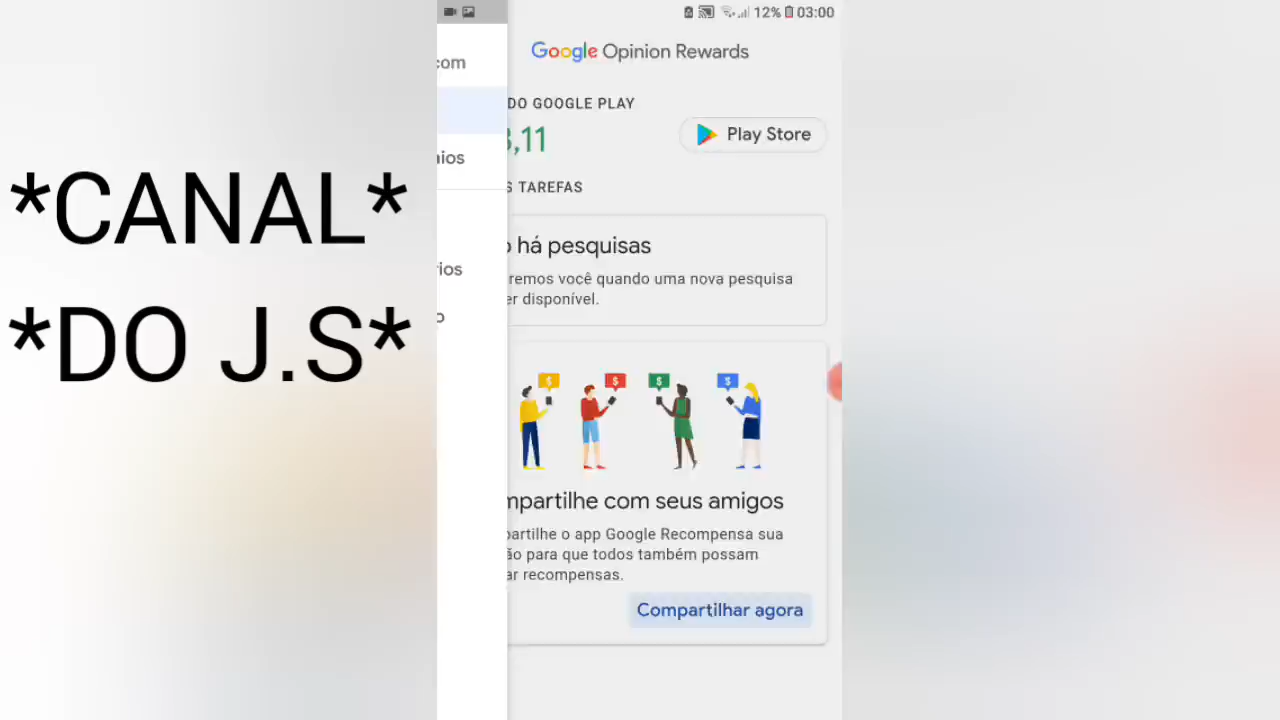 *CANAL*
*DO J.S*
12% 03:00
com
Google Opinion Rewards
DO GOOGLE PLAY
3,11
Play Store
S TAREFAS
há pesquisas
remos você quando uma nova pesquisa
er disponível.
$ $ $ $
mpartilhe com seus amigos
partilhe o app Google Recompensa sua
ão para que todos também possam
ar recompensas.
Compartilhar agora